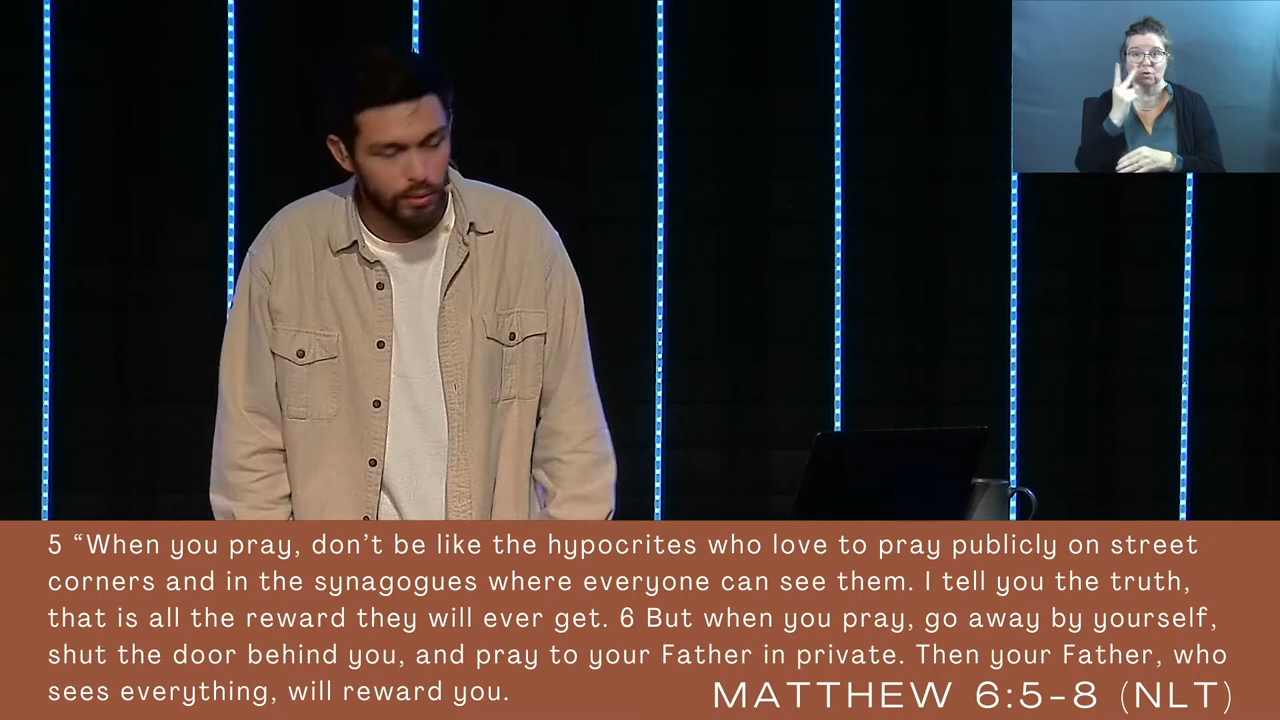 5 “When you pray, don’t be like the hypocrites who love to pray publicly on street
corners and in the synagogues where everyone can see them. I tell you the truth,
that is all the reward they will ever get. 6 But when you pray, go away by yourself,
shut the door behind you, and pray to your Father in private. Then your Father, who
sees everything, will reward you.
MATTHEW 6:5-8 (NLT)